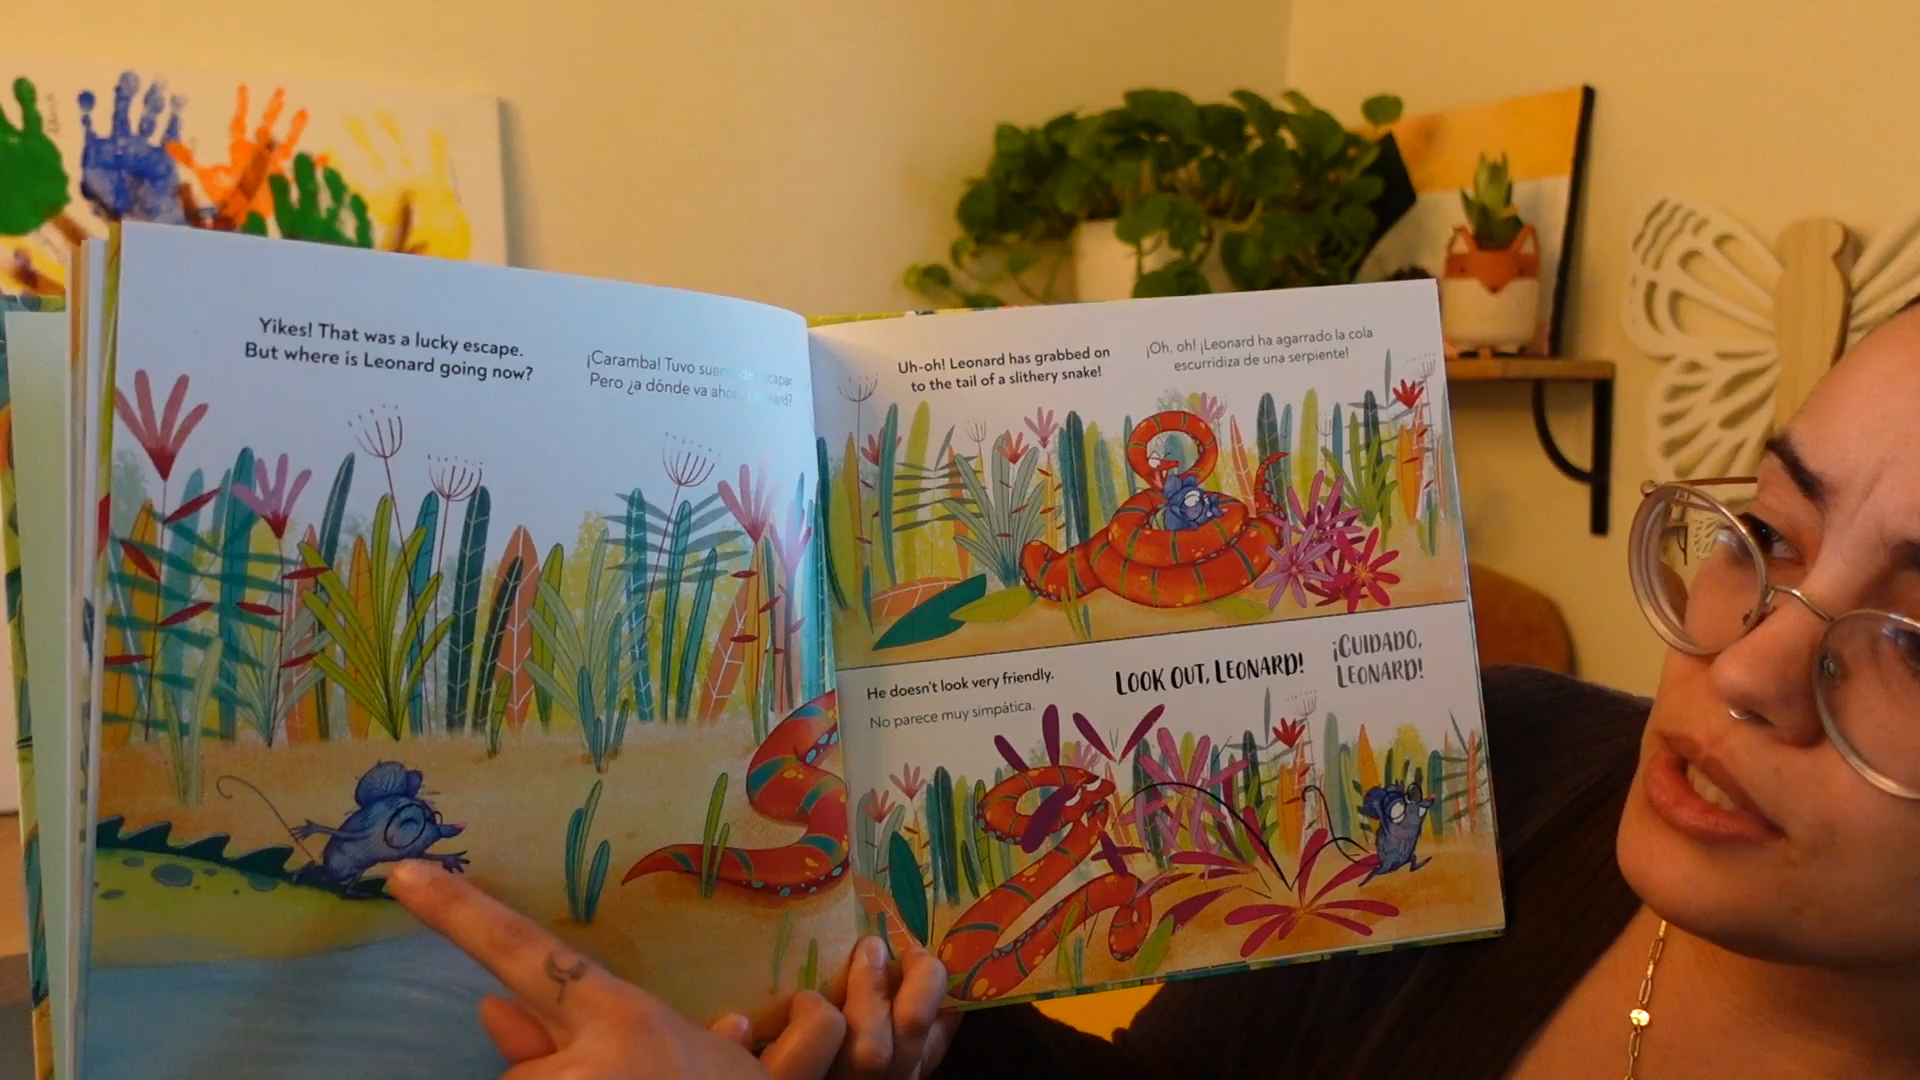 Yikes! That was a lucky escape.
But where is Leonard going now?
¡Caramba! Tuvo de
Pero ¿a dónde va
Uh-oh! Leonard has grabbed on
to the tail of a slithery snake!
¡Oh, oh! ¡Leonard ha agarrado la cola
escurridiza de una serpiente!
He doesn't look very friendly.
No parece muy simpática.
LOOK OUT, LEONARD!
¡CUIDADO,
LEONARD!